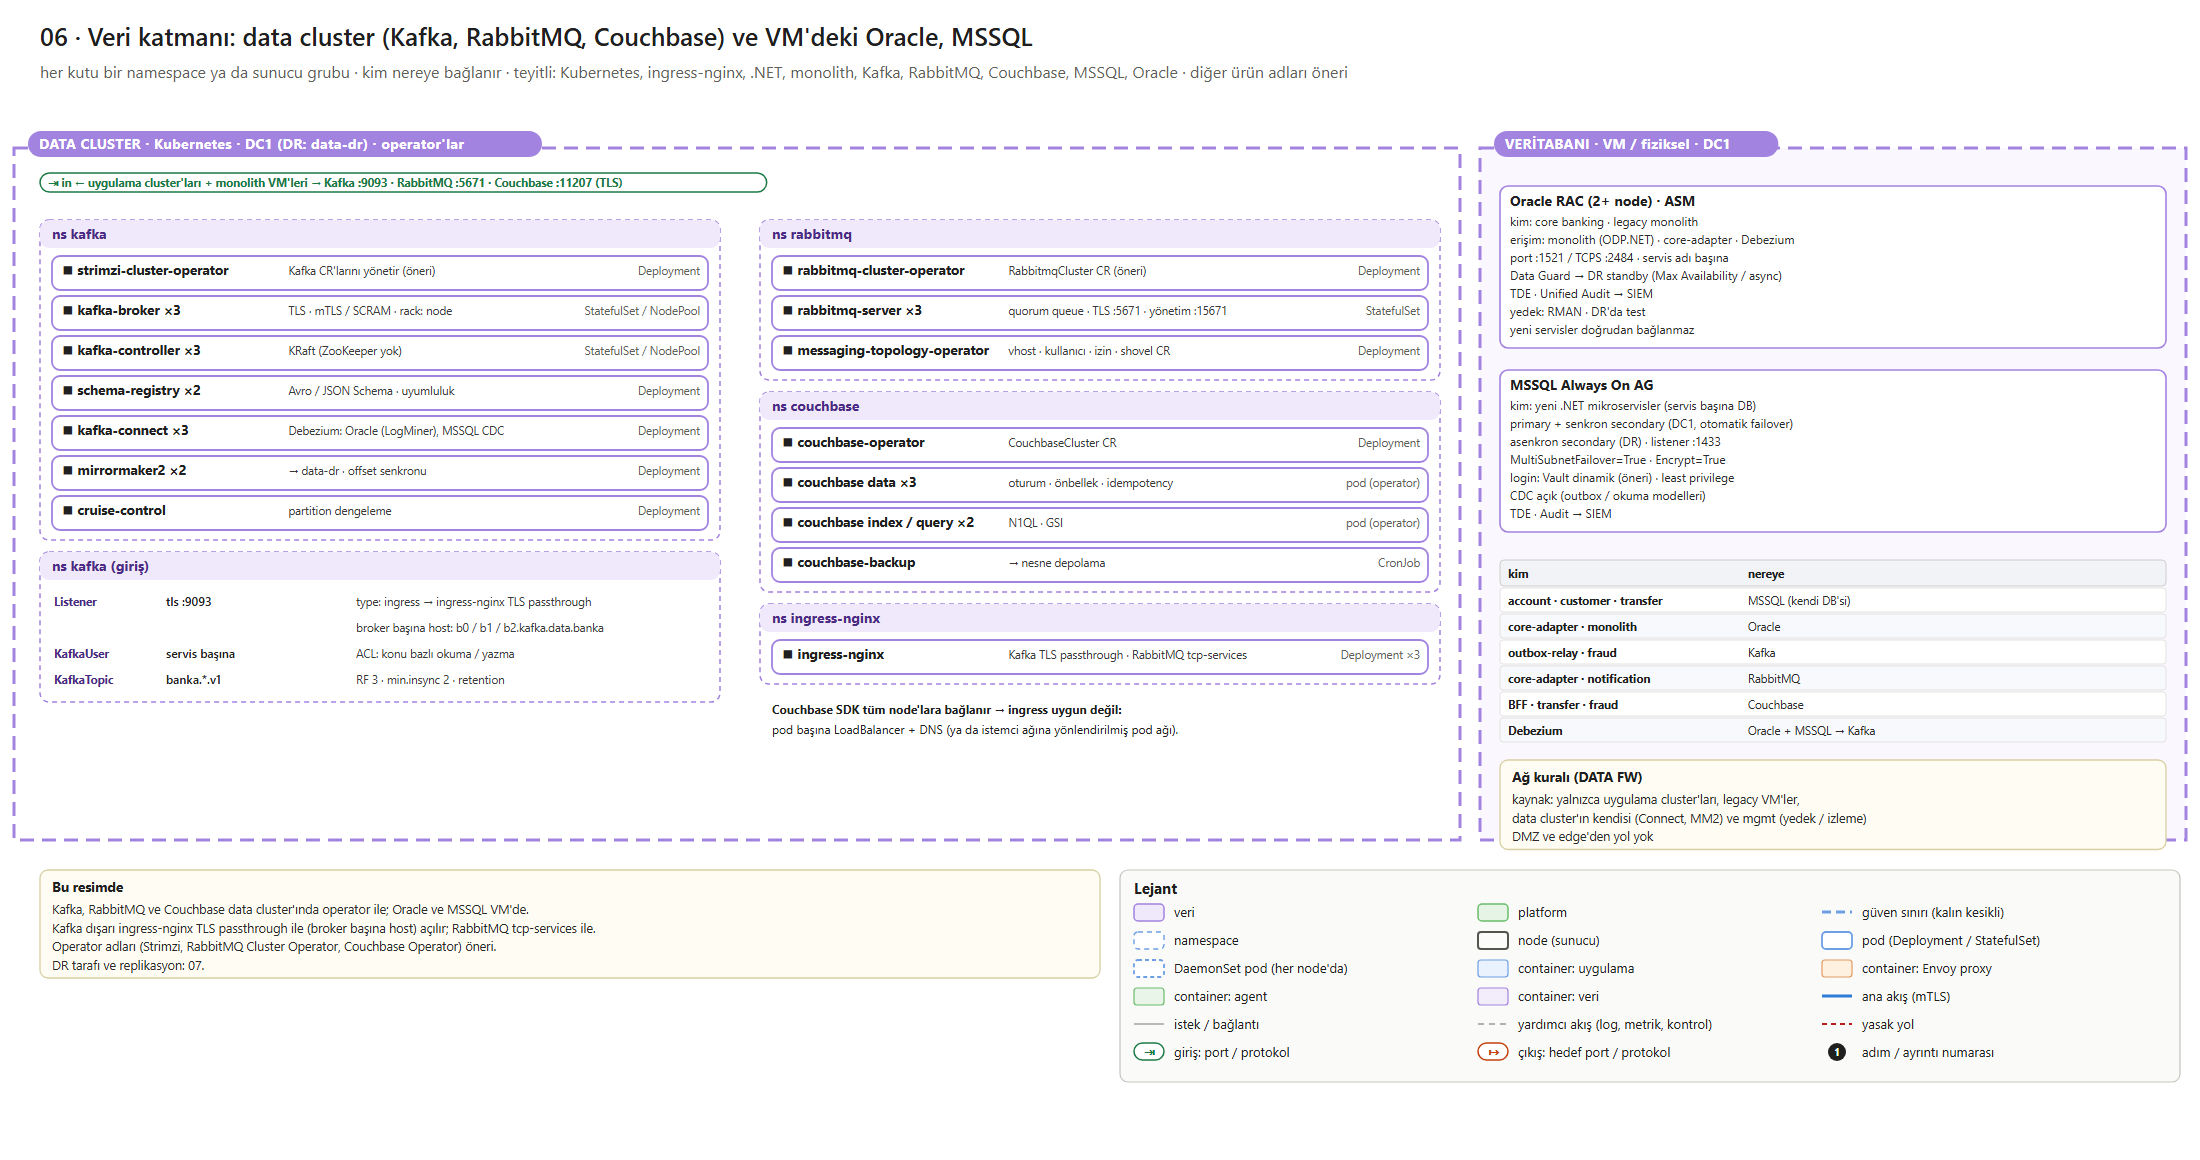 06 · Veri katmanı: data cluster (Kafka, RabbitMQ, Couchbase) ve VM'deki Oracle, MSSQL
her kutu bir namespace ya da sunucu grubu · kim nereye bağlanır · teyitli: Kubernetes, ingress-nginx, .NET, monolith, Kafka, RabbitMQ, Couchbase, MSSQL, Oracle · diğer ürün adları öneri
DATA CLUSTER · Kubernetes · DC1 (DR: data-dr) · operator'lar
⇥ in ← uygulama cluster'ları + monolith VM'leri → Kafka :9093 · RabbitMQ :5671 · Couchbase :11207 (TLS)
ns kafka
■ strimzi-cluster-operator Kafka CR'larını yönetir (öneri) Deployment
■ kafka-broker ×3 TLS · mTLS / SCRAM · rack: node StatefulSet / NodePool
■ kafka-controller ×3 KRaft (ZooKeeper yok) StatefulSet / NodePool
■ schema-registry ×2 Avro / JSON Schema · uyumluluk Deployment
■ kafka-connect ×3 Debezium: Oracle (LogMiner), MSSQL CDC Deployment
■ mirrormaker2 ×2 → data-dr · offset senkronu Deployment
■ cruise-control partition dengeleme Deployment
ns kafka (giriş)
Listener tls :9093 type: ingress → ingress-nginx TLS passthrough
broker başına host: b0 / b1 / b2.kafka.data.banka
KafkaUser servis başına ACL: konu bazlı okuma / yazma
KafkaTopic banka.*.v1 RF 3 · min.insync 2 · retention
ns rabbitmq
■ rabbitmq-cluster-operator RabbitmqCluster CR (öneri) Deployment
■ rabbitmq-server ×3 quorum queue · TLS :5671 · yönetim :15671 StatefulSet
■ messaging-topology-operator vhost · kullanıcı · izin · shovel CR Deployment
ns couchbase
■ couchbase-operator CouchbaseCluster CR Deployment
■ couchbase data ×3 oturum · önbellek · idempotency pod (operator)
■ couchbase index / query ×2 N1QL · GSI pod (operator)
■ couchbase-backup → nesne depolama CronJob
ns ingress-nginx
■ ingress-nginx Kafka TLS passthrough · RabbitMQ tcp-services Deployment ×3
Couchbase SDK tüm node'lara bağlanır → ingress uygun değil:
pod başına LoadBalancer + DNS (ya da istemci ağına yönlendirilmiş pod ağı).
VERİTABANI · VM / fiziksel · DC1
Oracle RAC (2+ node) · ASM
kim: core banking · legacy monolith
erişim: monolith (ODP.NET) · core-adapter · Debezium
port :1521 / TCPS :2484 · servis adı başına
Data Guard → DR standby (Max Availability / async)
TDE · Unified Audit → SIEM
yedek: RMAN · DR'da test
yeni servisler doğrudan bağlanmaz
MSSQL Always On AG
kim: yeni .NET mikroservisler (servis başına DB)
primary + senkron secondary (DC1, otomatik failover)
asenkron secondary (DR) · listener :1433
MultiSubnetFailover=True · Encrypt=True
login: Vault dinamik (öneri) · least privilege
CDC açık (outbox / okuma modelleri)
TDE · Audit → SIEM
kim nereye
account · customer · transfer MSSQL (kendi DB'si)
core-adapter · monolith Oracle
outbox-relay · fraud Kafka
core-adapter · notification RabbitMQ
BFF · transfer · fraud Couchbase
Debezium Oracle + MSSQL → Kafka
Ağ kuralı (DATA FW)
kaynak: yalnızca uygulama cluster'ları, legacy VM'ler,
data cluster'ın kendisi (Connect, MM2) ve mgmt (yedek / izleme)
DMZ ve edge'den yol yok
Bu resimde
Kafka, RabbitMQ ve Couchbase data cluster'ında operator ile; Oracle ve MSSQL VM'de.
Kafka dışarı ingress-nginx TLS passthrough ile (broker başına host) açılır; RabbitMQ tcp-services ile.
Operator adları (Strimzi, RabbitMQ Cluster Operator, Couchbase Operator) öneri.
DR tarafı ve replikasyon: 07.
Lejant
veri platform güven sınırı (kalın kesikli)
namespace node (sunucu) pod (Deployment / StatefulSet)
DaemonSet pod (her node'da) container: uygulama container: Envoy proxy
container: agent container: veri ana akış (mTLS)
istek / bağlantı yardımcı akış (log, metrik, kontrol) yasak yol
⇥ giriş: port / protokol ↦ çıkış: hedef port / protokol 1 adım / ayrıntı numarası